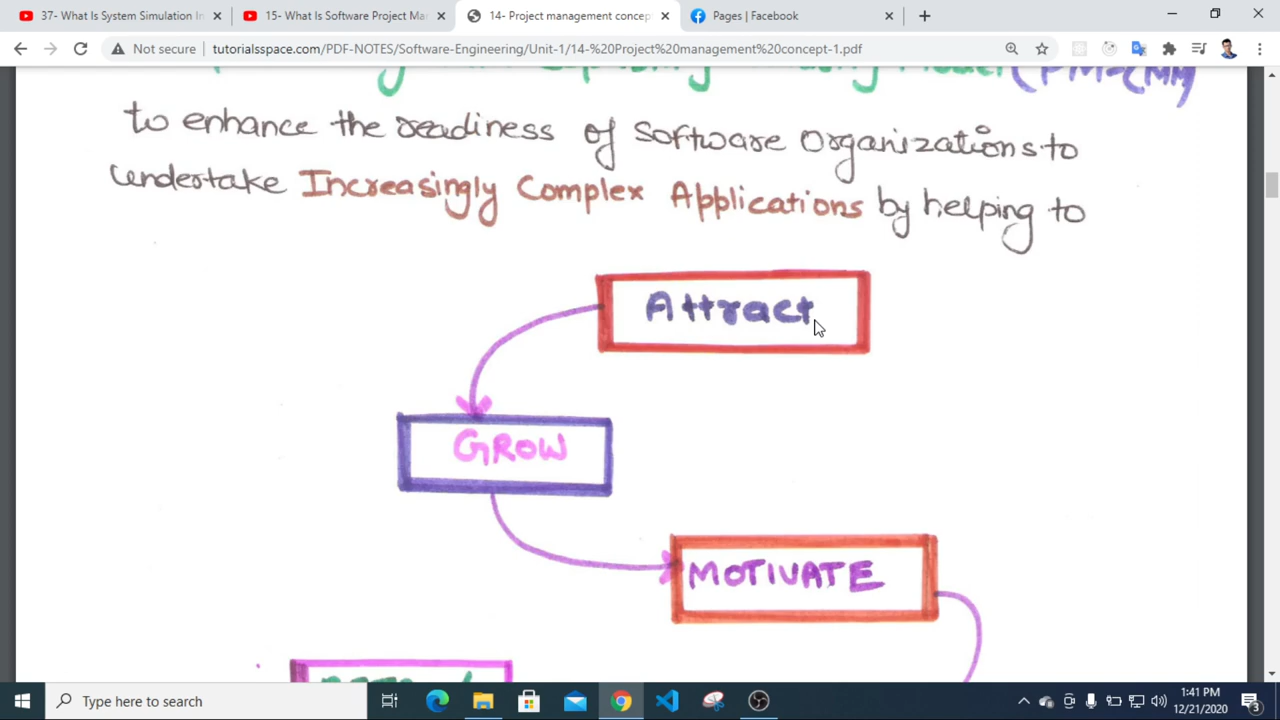 37- What Is System Simulation In
15- What Is Software Project Ma
14- Project management concep
Pages | Facebook
Not secure
tutorialsspace.com/PDF-NOTES/Software-Engineering/Unit-1/14-%20Project%20management%20concept-1.pdf
(PM-CMM)
to enhance the readiness of Software Organizations to
undertake Increasingly Complex Applications by helping to
Attract
GROW
MOTIVATE
Type here to search
1:41 PM
12/21/2020
3